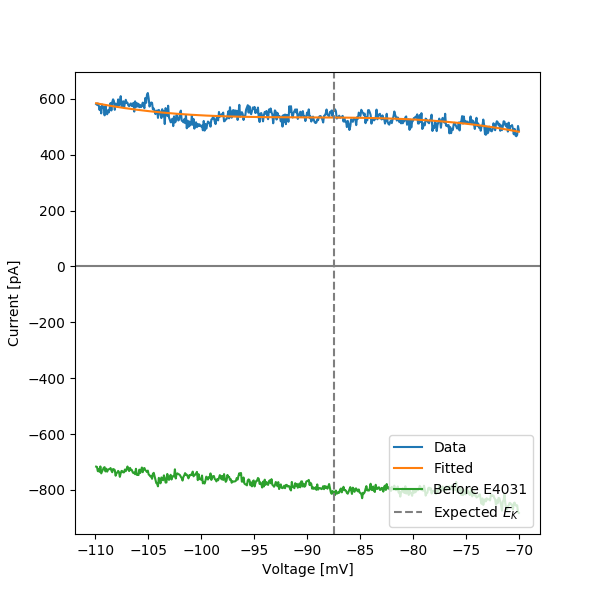 600
400
200
0
−200
−400
−600
−800
Current [pA]
Data
Fitted
Before E4031
Expected $E_K$
−110
−105
−100
−95
−90
−85
−80
−75
−70
Voltage [mV]